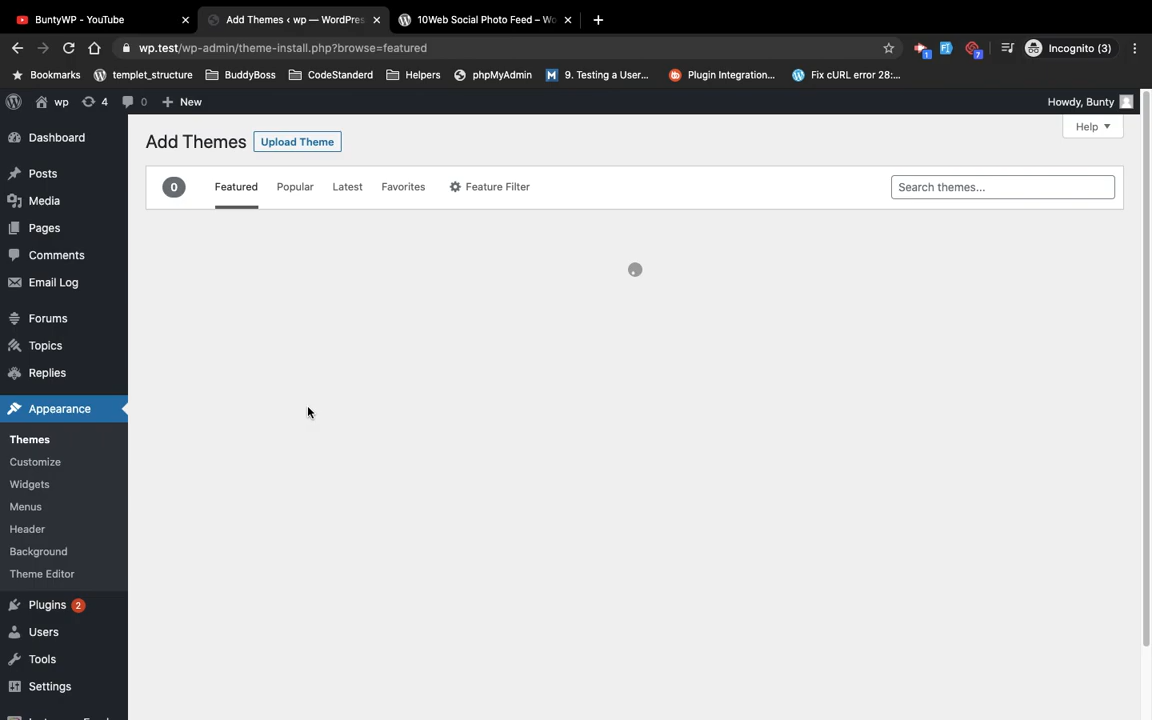 BuntyWP - YouTube
Add Themes ‹ wp — WordPres
10Web Social Photo Feed – Wo
wp.test/wp-admin/theme-install.php?browse=featured
1
7
Incognito (3)
Bookmarks
templet_structure
BuddyBoss
CodeStanderd
Helpers
phpMyAdmin
9. Testing a User...
Plugin Integration...
Fix cURL error 28:...
wp
4
0
New
Howdy, Bunty
Dashboard
Posts
Media
Pages
Comments
Email Log
Forums
Topics
Replies
Appearance
Themes
Customize
Widgets
Menus
Header
Background
Theme Editor
Plugins 2
Users
Tools
Settings
Add Themes
Upload Theme
Help
0
Featured
Popular
Latest
Favorites
Feature Filter
Search themes...